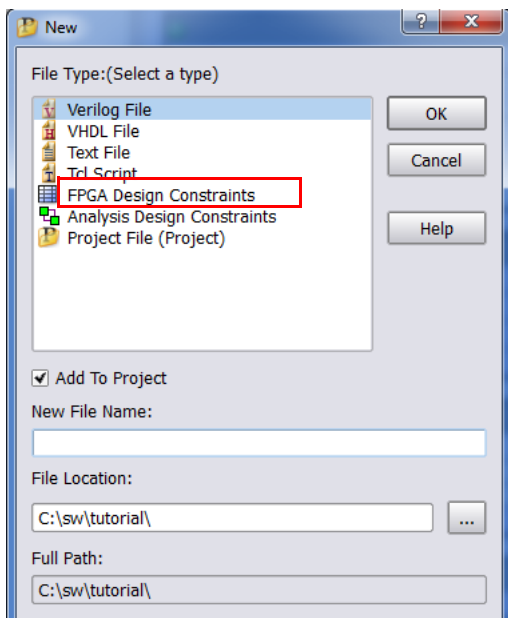 New
File Type:(Select a type)
Verilog File
VHDL File
Text File
Tcl Script
FPGA Design Constraints
Analysis Design Constraints
Project File (Project)
OK
Cancel
Help
Add To Project
New File Name:
File Location:
C:\sw\tutorial\
...
Full Path:
C:\sw\tutorial\